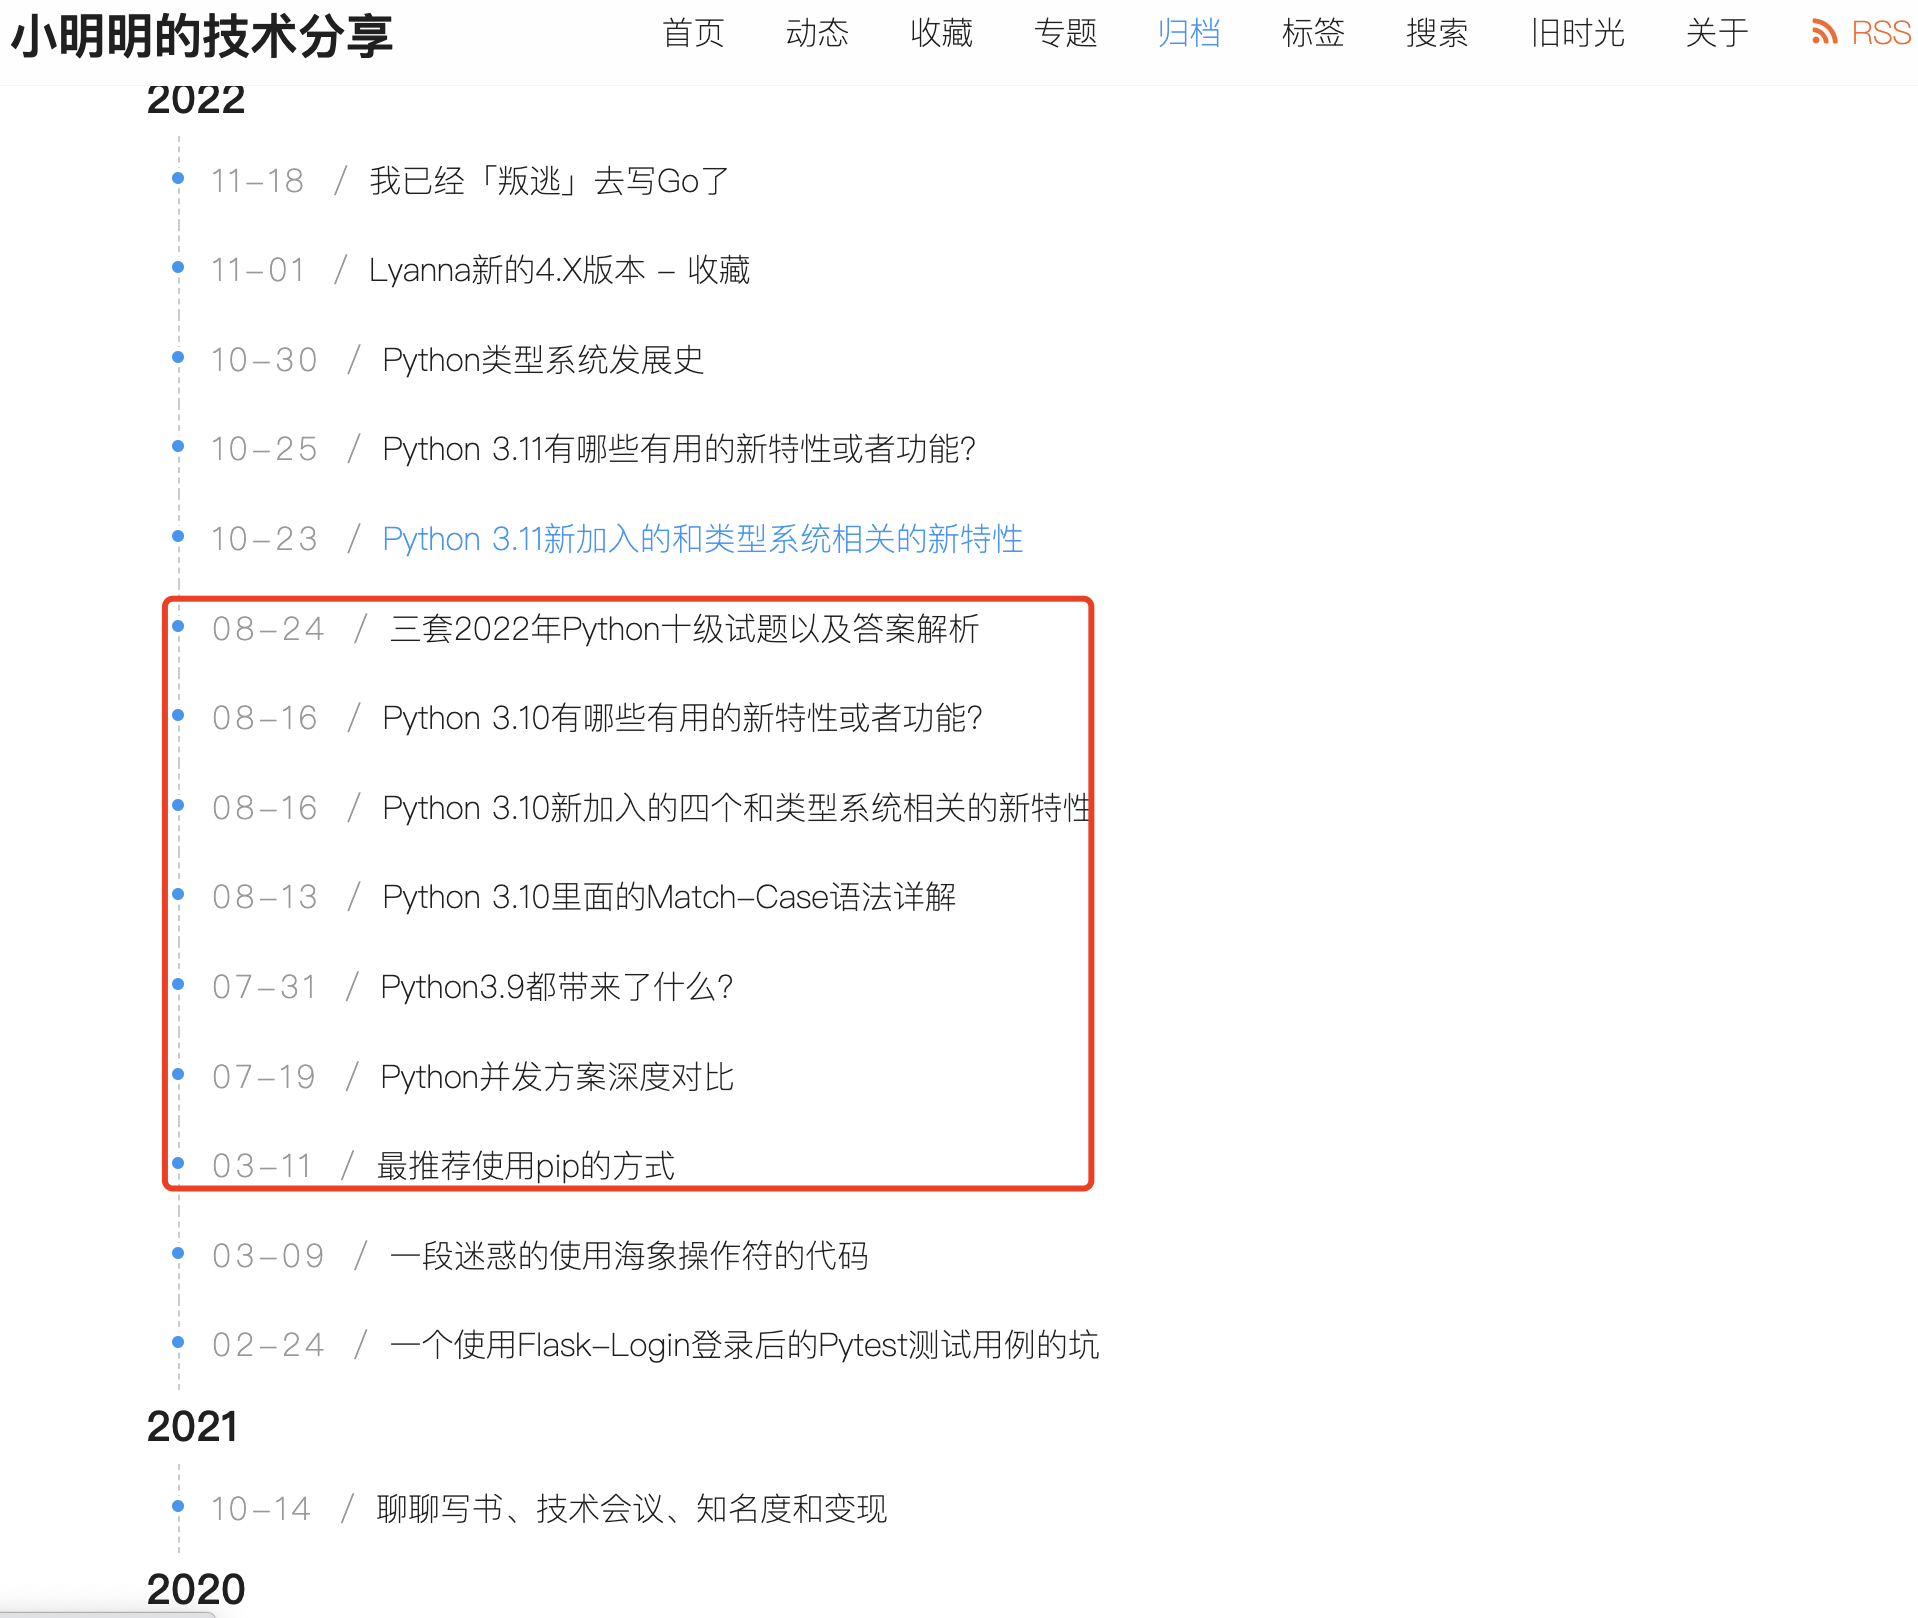 小明明的技术分享
首页 动态 收藏 专题 归档 标签 搜索 旧时光 关于 RSS
2022
11-18 / 我已经「叛逃」去写Go了
11-01 / Lyanna新的4.X版本 - 收藏
10-30 / Python类型系统发展史
10-25 / Python 3.11有哪些有用的新特性或者功能?
10-23 / Python 3.11新加入的和类型系统相关的新特性
08-24 / 三套2022年Python十级试题以及答案解析
08-16 / Python 3.10有哪些有用的新特性或者功能?
08-16 / Python 3.10新加入的四个和类型系统相关的新特性
08-13 / Python 3.10里面的Match-Case语法详解
07-31 / Python3.9都带来了什么?
07-19 / Python并发方案深度对比
03-11 / 最推荐使用pip的方式
03-09 / 一段迷惑的使用海象操作符的代码
02-24 / 一个使用Flask-Login登录后的Pytest测试用例的坑
2021
10-14 / 聊聊写书、技术会议、知名度和变现
2020